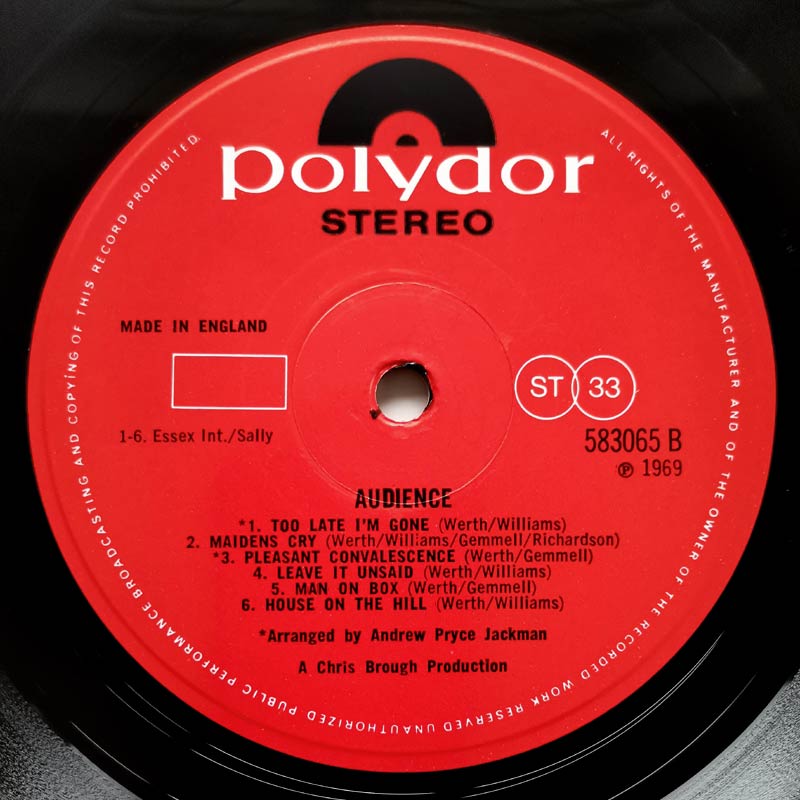 polydor
STEREO
MADE IN ENGLAND
ST 33
1-6. Essex Int./Sally
583065 B
℗ 1969
AUDIENCE
*1. TOO LATE I'M GONE (Werth/Williams)
2. MAIDENS CRY (Werth/Williams/Gemmell/Richardson)
*3. PLEASANT CONVALESCENCE (Werth/Gemmell)
4. LEAVE IT UNSAID (Werth/Williams)
5. MAN ON BOX (Werth/Gemmell)
6. HOUSE ON THE HILL (Werth/Williams)
*Arranged by Andrew Pryce Jackman
A Chris Brough Production
ALL RIGHTS OF THE MANUFACTURER AND OF THE OWNER OF THE RECORDED WORK RESERVED UNAUTHORIZED PUBLIC PERFORMANCE BROADCASTING AND COPYING OF THIS RECORD PROHIBITED.